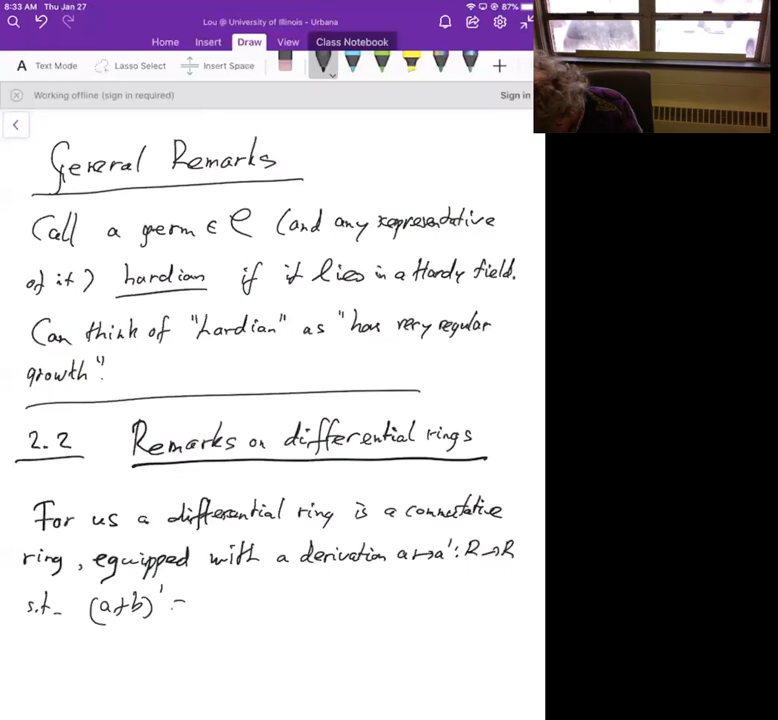 8:33 AM Thu Jan 27
87%
Lou @ University of Illinois - Urbana
Home Insert Draw View Class Notebook
A Text Mode Lasso Select Insert Space
Working offline (sign in required) Sign in
General Remarks
Call a germ ∈ C (and any representative
of it) hardian if it lies in a Hardy field.
Can think of "hardian" as "has very regular
growth".
2.2 Remarks on differential rings
For us a differential ring is a commutative
ring, equipped with a derivation a ↦ a' : R → R
s.t. (a+b)' =